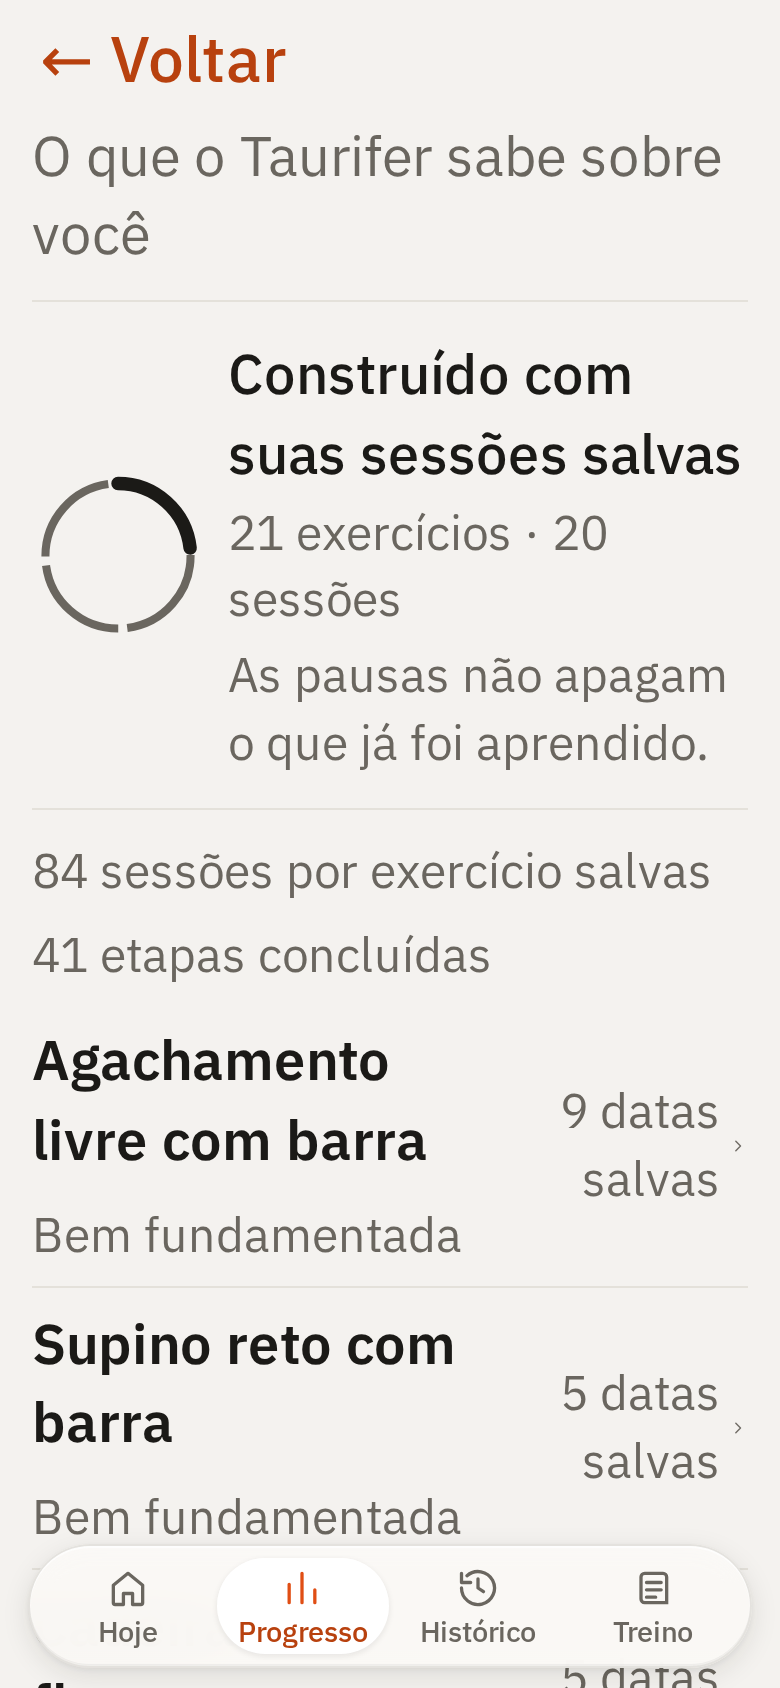 ← Voltar
O que o Taurifer sabe sobre
você
Construído com
suas sessões salvas
21 exercícios · 20
sessões
As pausas não apagam
o que já foi aprendido.
84 sessões por exercício salvas
41 etapas concluídas
Agachamento
livre com barra
Bem fundamentada
9 datas
salvas
Supino reto com
barra
Bem fundamentada
5 datas
salvas
5 datas
Hoje
Progresso
Histórico
Treino